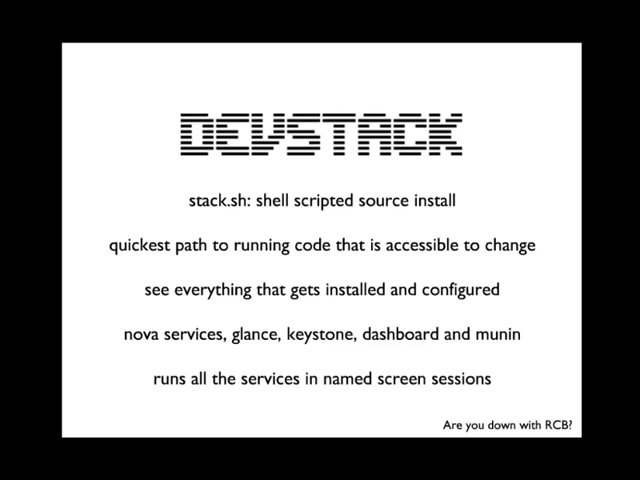 DEVSTACK
stack.sh: shell scripted source install
quickest path to running code that is accessible to change
see everything that gets installed and configured
nova services, glance, keystone, dashboard and munin
runs all the services in named screen sessions
Are you down with RCB?